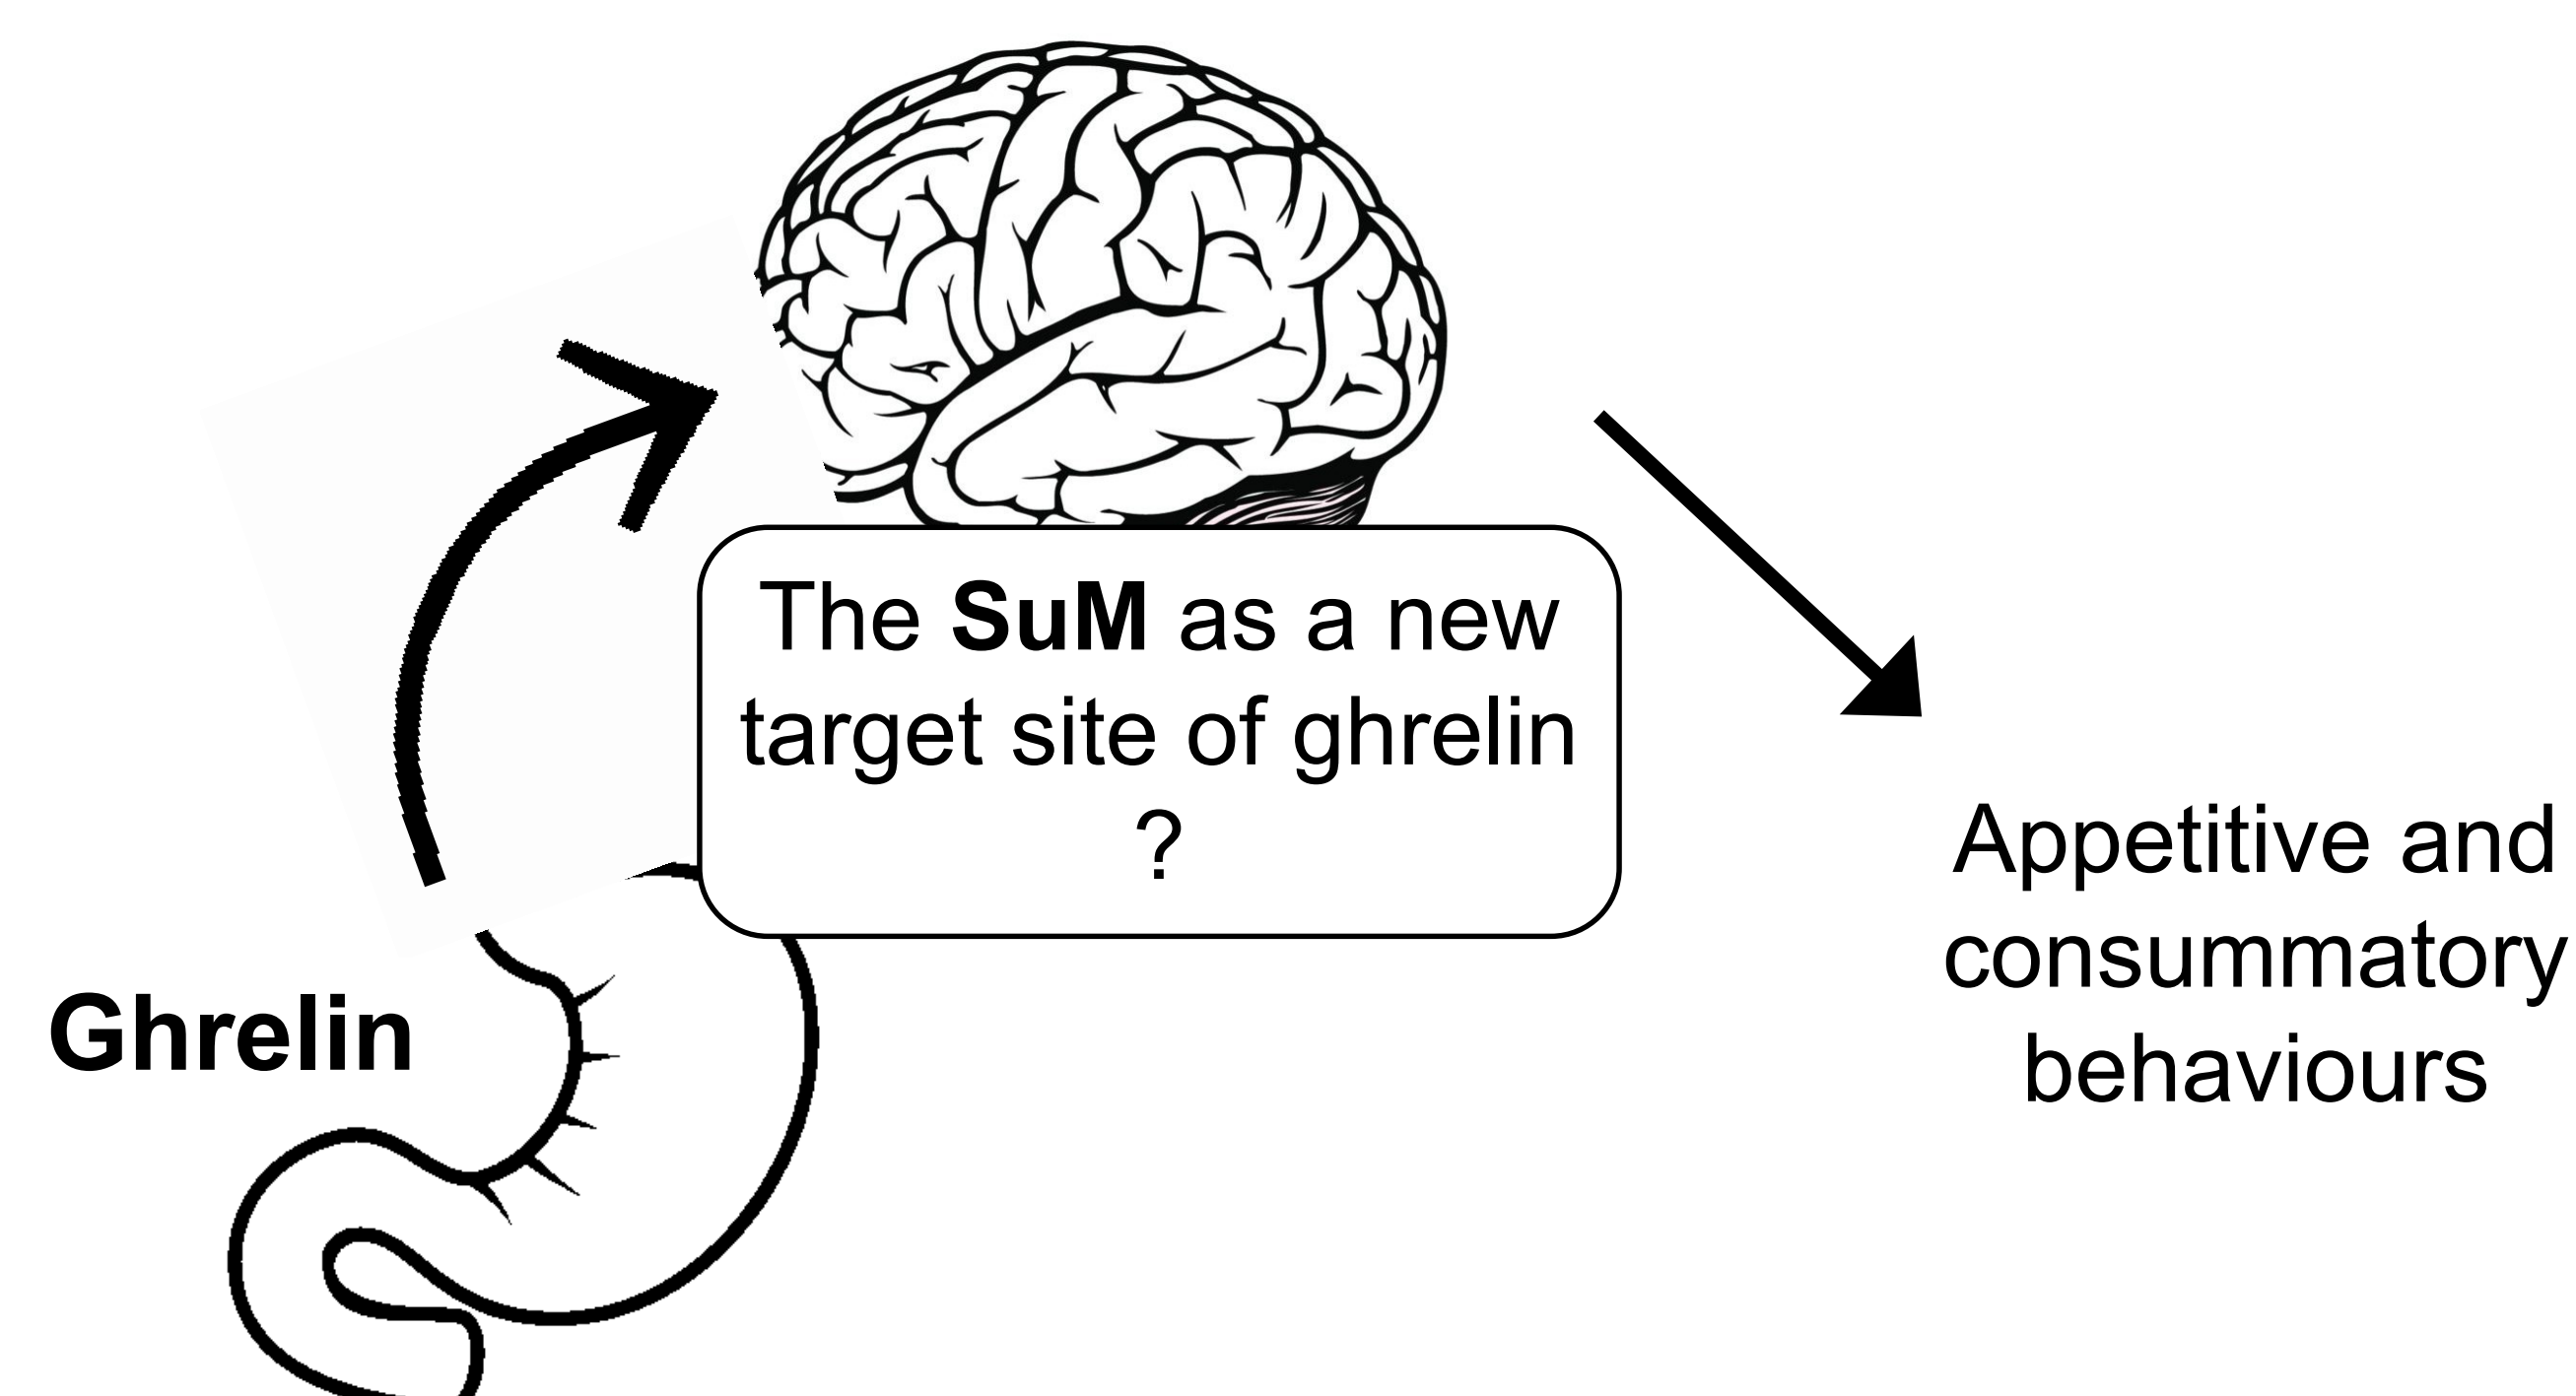 The SuM as a new
target site of ghrelin
?
Ghrelin
Appetitive and
consummatory
behaviours